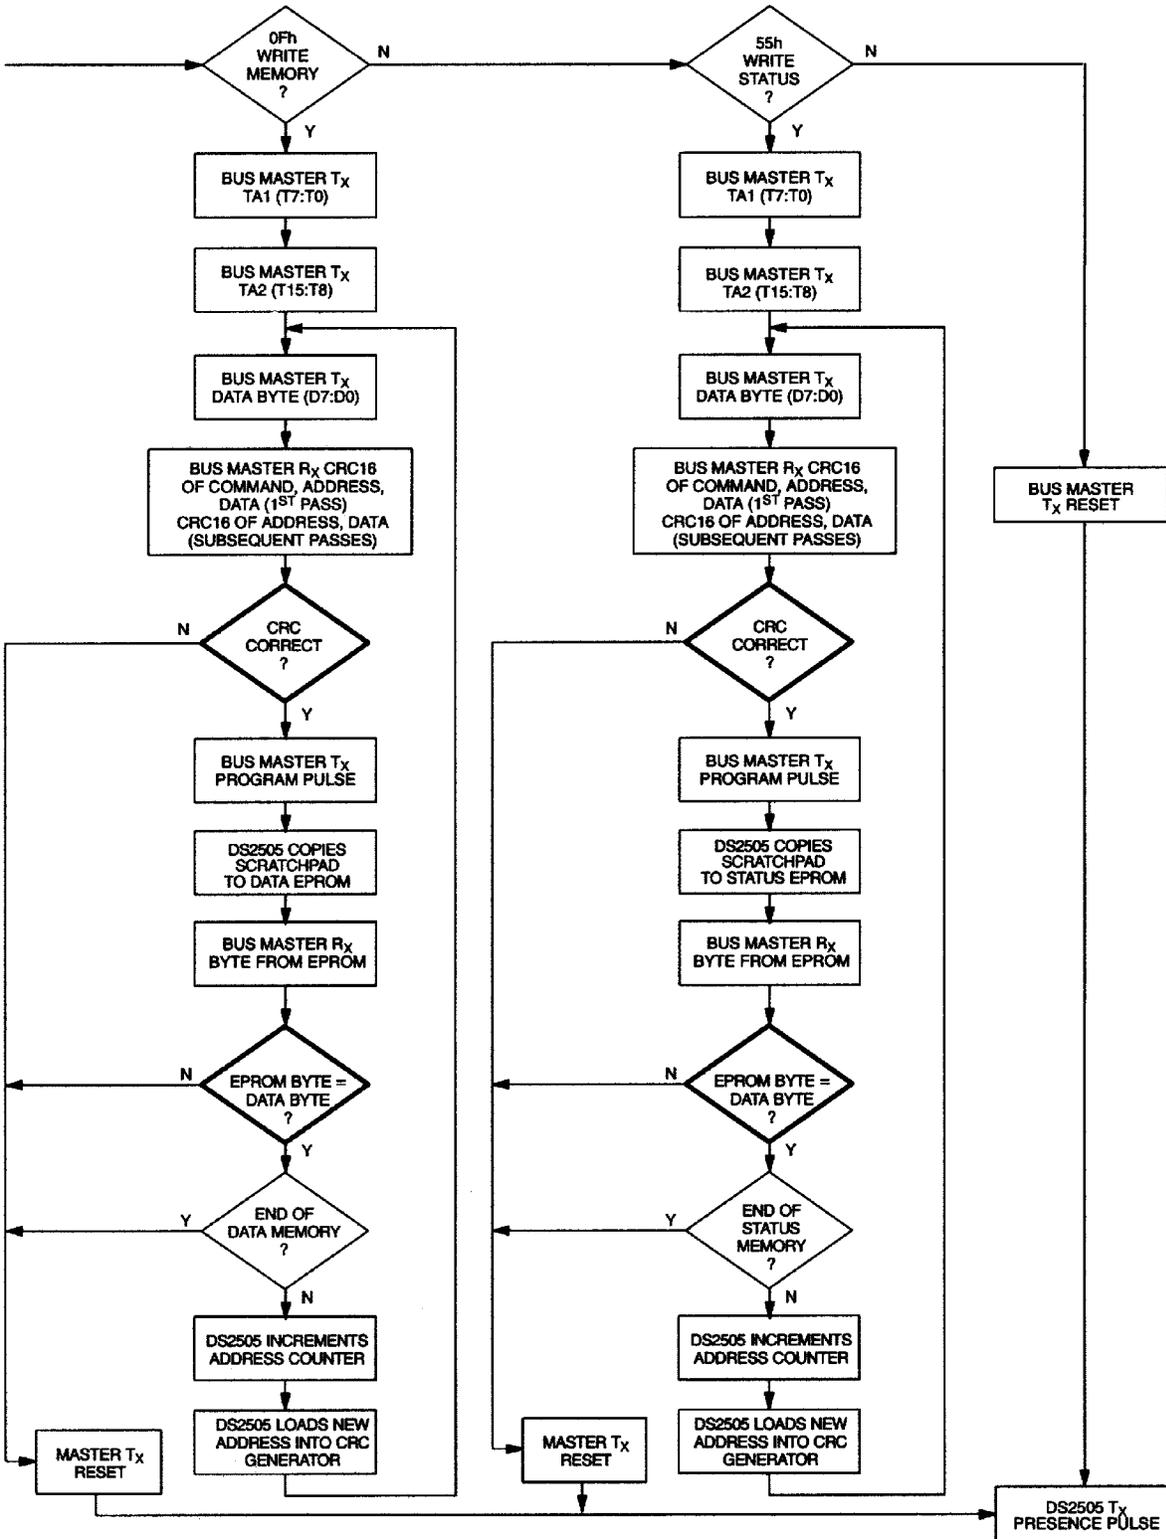 0Fh
WRITE
MEMORY
?
N
Y
BUS MASTER TX
TA1 (T7:T0)
BUS MASTER TX
TA2 (T15:T8)
BUS MASTER TX
DATA BYTE (D7:D0)
BUS MASTER RX CRC16
OF COMMAND, ADDRESS,
DATA (1ST PASS)
CRC16 OF ADDRESS, DATA
(SUBSEQUENT PASSES)
CRC
CORRECT
?
N
Y
BUS MASTER TX
PROGRAM PULSE
DS2505 COPIES
SCRATCHPAD
TO DATA EPROM
BUS MASTER RX
BYTE FROM EPROM
EPROM BYTE =
DATA BYTE
?
N
Y
END OF
DATA MEMORY
?
Y
N
DS2505 INCREMENTS
ADDRESS COUNTER
DS2505 LOADS NEW
ADDRESS INTO CRC
GENERATOR
MASTER TX
RESET
55h
WRITE
STATUS
?
N
Y
BUS MASTER TX
TA1 (T7:T0)
BUS MASTER TX
TA2 (T15:T8)
BUS MASTER TX
DATA BYTE (D7:D0)
BUS MASTER RX CRC16
OF COMMAND, ADDRESS,
DATA (1ST PASS)
CRC16 OF ADDRESS, DATA
(SUBSEQUENT PASSES)
CRC
CORRECT
?
N
Y
BUS MASTER TX
PROGRAM PULSE
DS2505 COPIES
SCRATCHPAD
TO STATUS EPROM
BUS MASTER RX
BYTE FROM EPROM
EPROM BYTE =
DATA BYTE
?
N
Y
END OF
STATUS
MEMORY
?
Y
N
DS2505 INCREMENTS
ADDRESS COUNTER
DS2505 LOADS NEW
ADDRESS INTO CRC
GENERATOR
MASTER TX
RESET
BUS MASTER
TX RESET
DS2505 TX
PRESENCE PULSE